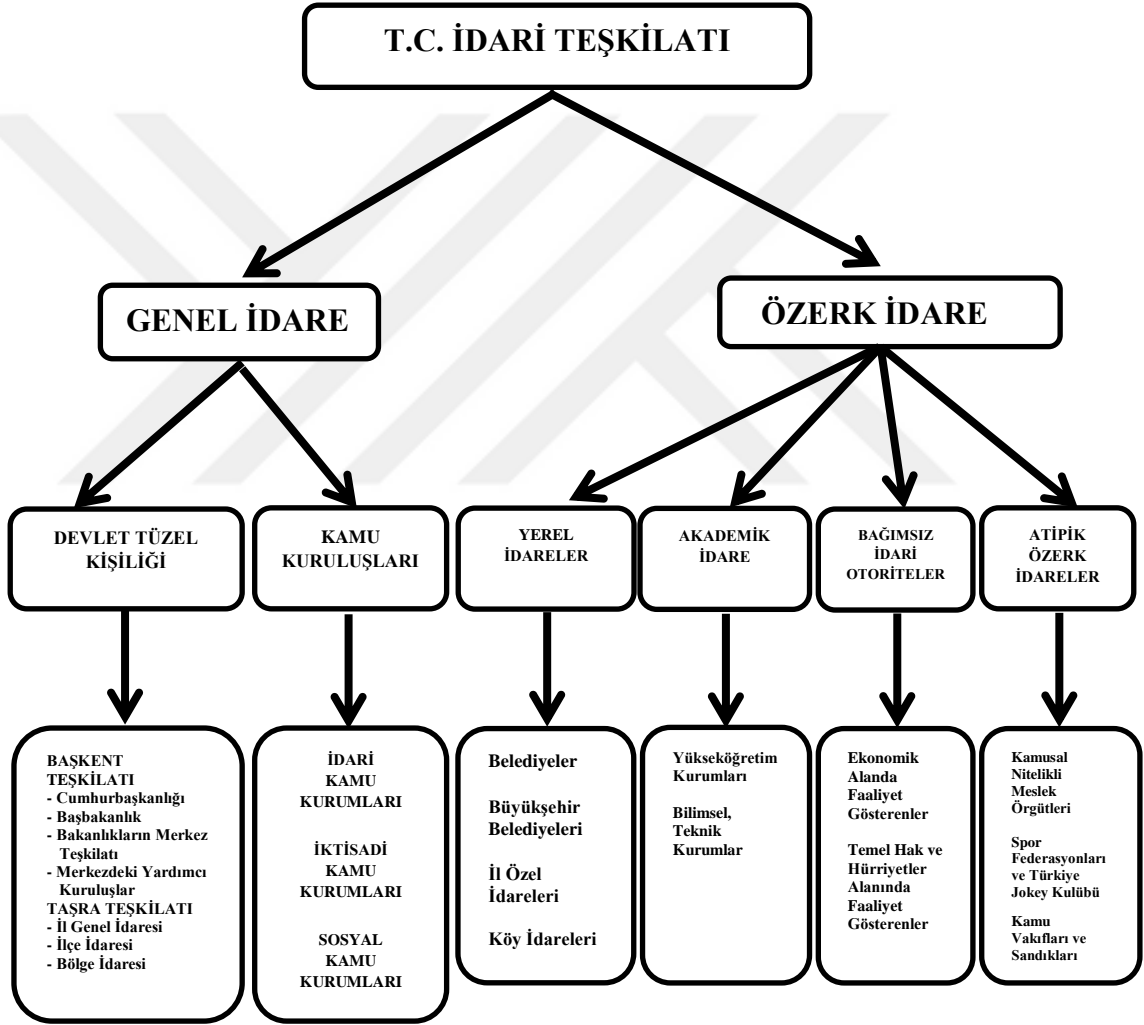 T.C. İDARİ TEŞKİLATI
GENEL İDARE
ÖZERK İDARE
DEVLET TÜZEL
KİŞİLİĞİ
KAMU
KURULUŞLARI
YEREL
İDARELER
AKADEMİK
İDARE
BAĞIMSIZ
İDARİ
OTORİTELER
ATİPİK
ÖZERK
İDARELER
BAŞKENT
TEŞKİLATI
- Cumhurbaşkanlığı
- Başbakanlık
- Bakanlıkların Merkez
Teşkilatı
- Merkezdeki Yardımcı
Kuruluşlar
TAŞRA TEŞKİLATI
- İl Genel İdaresi
- İlçe İdaresi
- Bölge İdaresi
İDARİ
KAMU
KURUMLARI
İKTİSADİ
KAMU
KURUMLARI
SOSYAL
KAMU
KURUMLARI
Belediyeler
Büyükşehir
Belediyeleri
İl Özel
İdareleri
Köy İdareleri
Yükseköğretim
Kurumları
Bilimsel,
Teknik
Kurumlar
Ekonomik
Alanda
Faaliyet
Gösterenler
Temel Hak ve
Hürriyetler
Alanında
Faaliyet
Gösterenler
Kamusal
Nitelikli
Meslek
Örgütleri
Spor
Federasyonları
ve Türkiye
Jokey Kulübü
Kamu
Vakıfları ve
Sandıkları